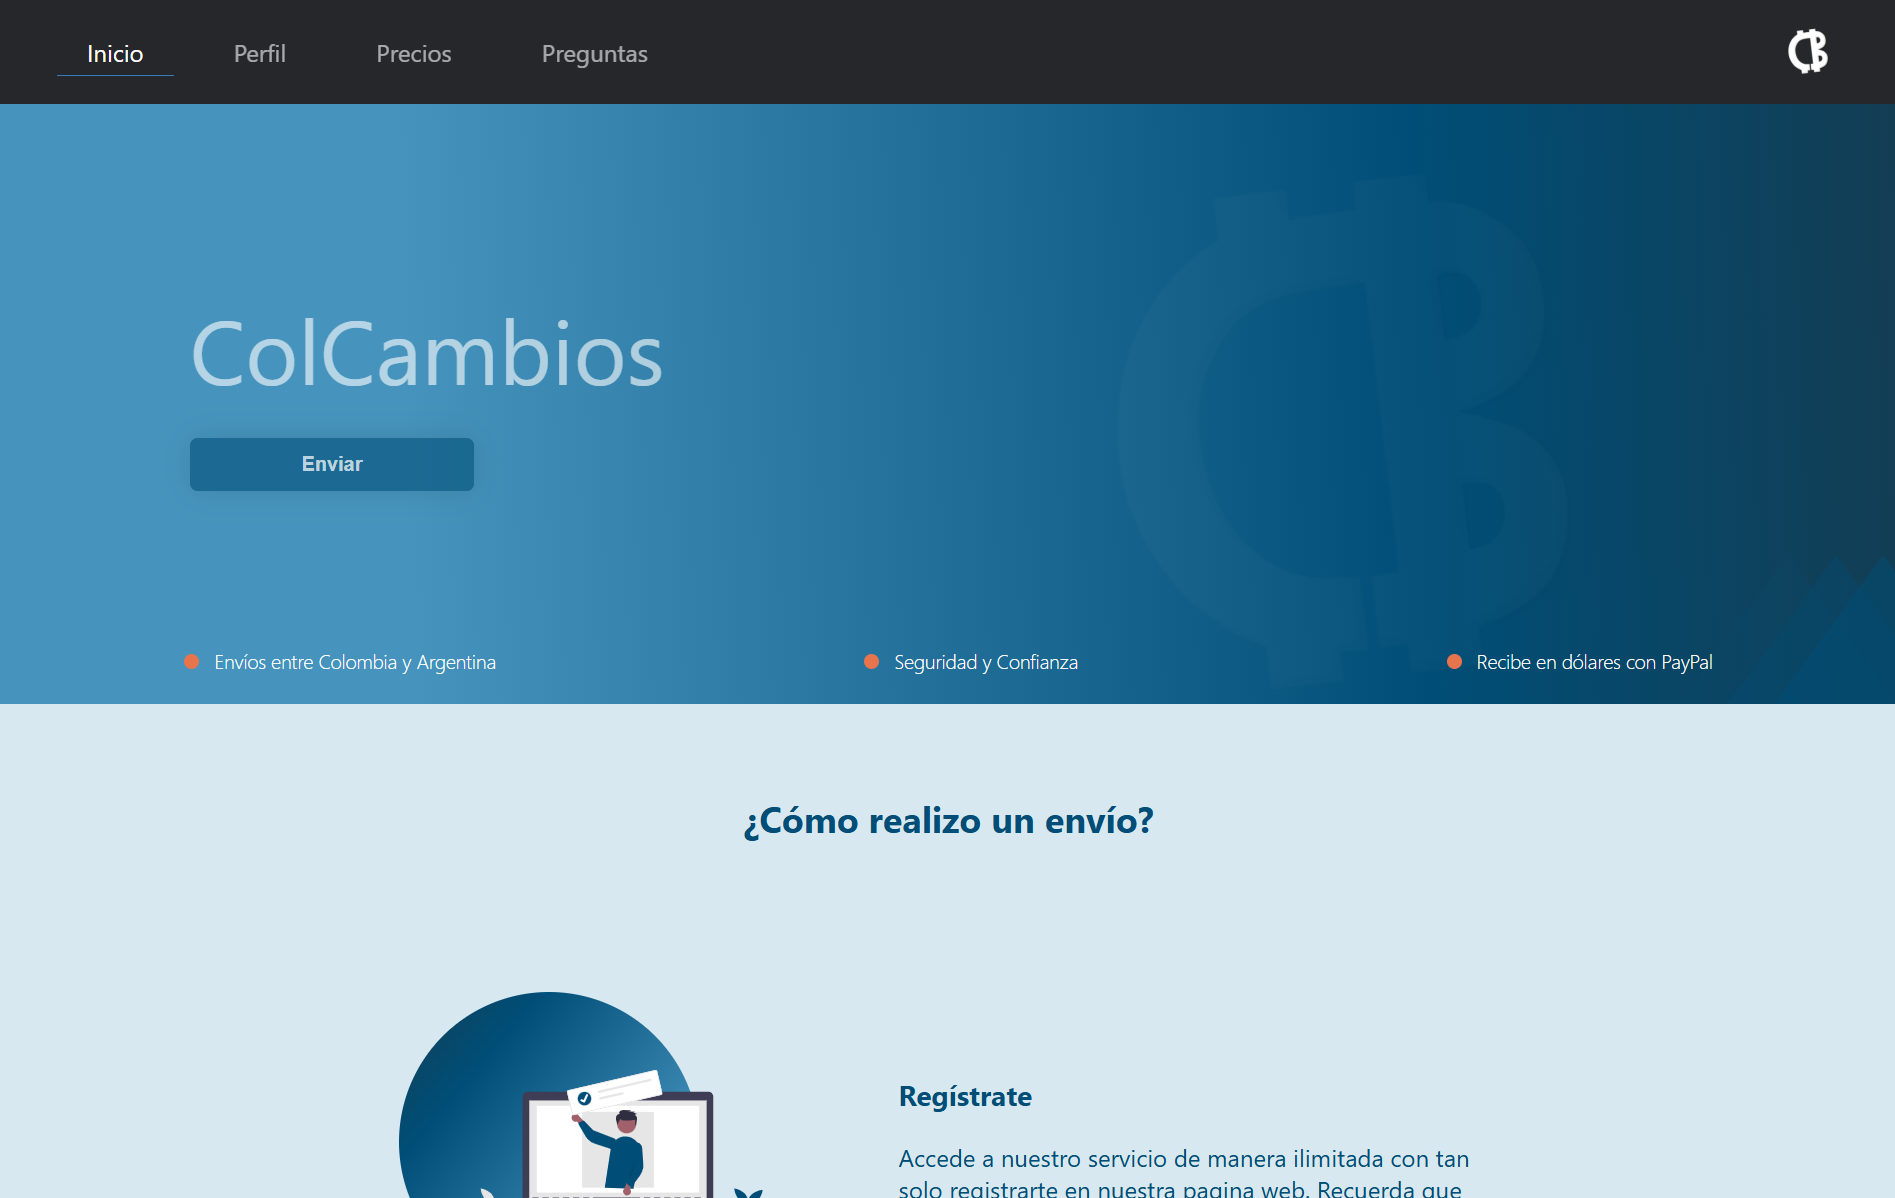 Inicio Perfil Precios Preguntas
ColCambios
Enviar
Envíos entre Colombia y Argentina
Seguridad y Confianza
Recibe en dólares con PayPal
¿Cómo realizo un envío?
Regístrate
Accede a nuestro servicio de manera ilimitada con tan
solo registrarte en nuestra pagina web. Recuerda que